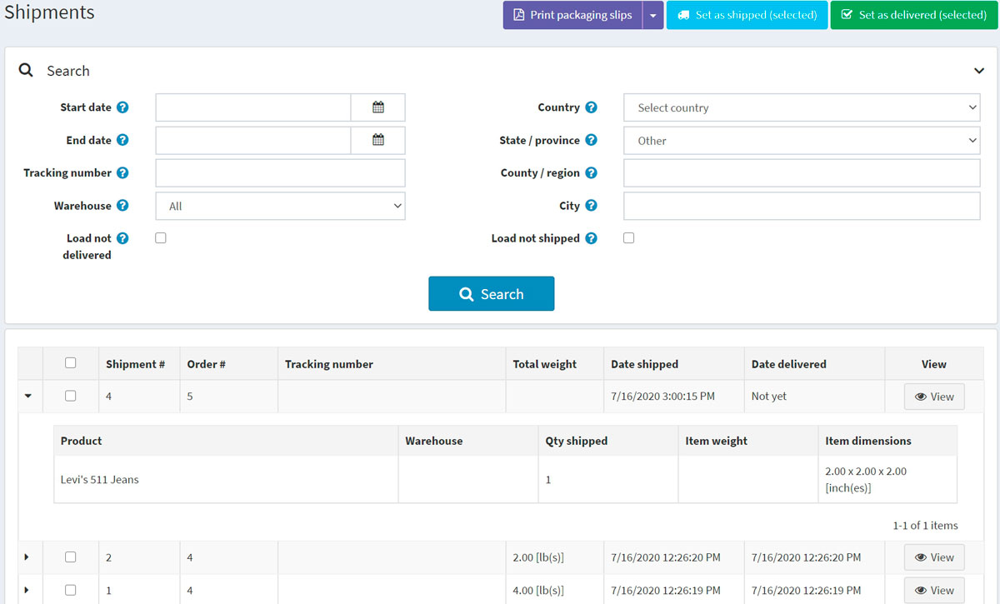 Shipments
Print packaging slips
Set as shipped (selected)
Set as delivered (selected)
Search
Start date ?
Country ? Select country
End date ?
State / province ? Other
Tracking number ?
County / region ?
Warehouse ? All
City ?
Load not ?
delivered
Load not shipped ?
Search
Shipment # Order # Tracking number Total weight Date shipped Date delivered View
4 5 7/16/2020 3:00:15 PM Not yet View
Product Warehouse Qty shipped Item weight Item dimensions
Levi's 511 Jeans 1 2.00 x 2.00 x 2.00
[inch(es)]
1-1 of 1 items
2 4 2.00 [lb(s)] 7/16/2020 12:26:20 PM 7/16/2020 12:26:20 PM View
1 4 4.00 [lb(s)] 7/16/2020 12:26:19 PM 7/16/2020 12:26:19 PM View